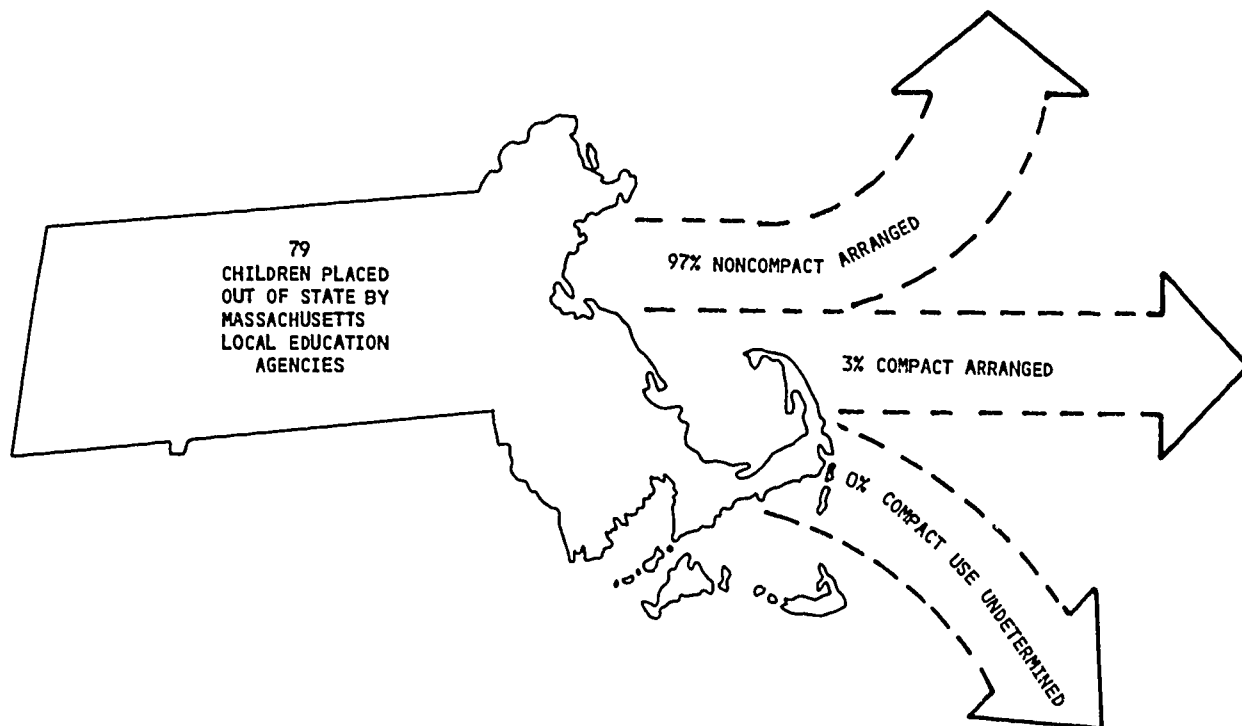 79
CHILDREN PLACED
OUT OF STATE BY
MASSACHUSETTS
LOCAL EDUCATION
AGENCIES
97% NONCOMPACT ARRANGED
3% COMPACT ARRANGED
0% COMPACT USE UNDETERMINED